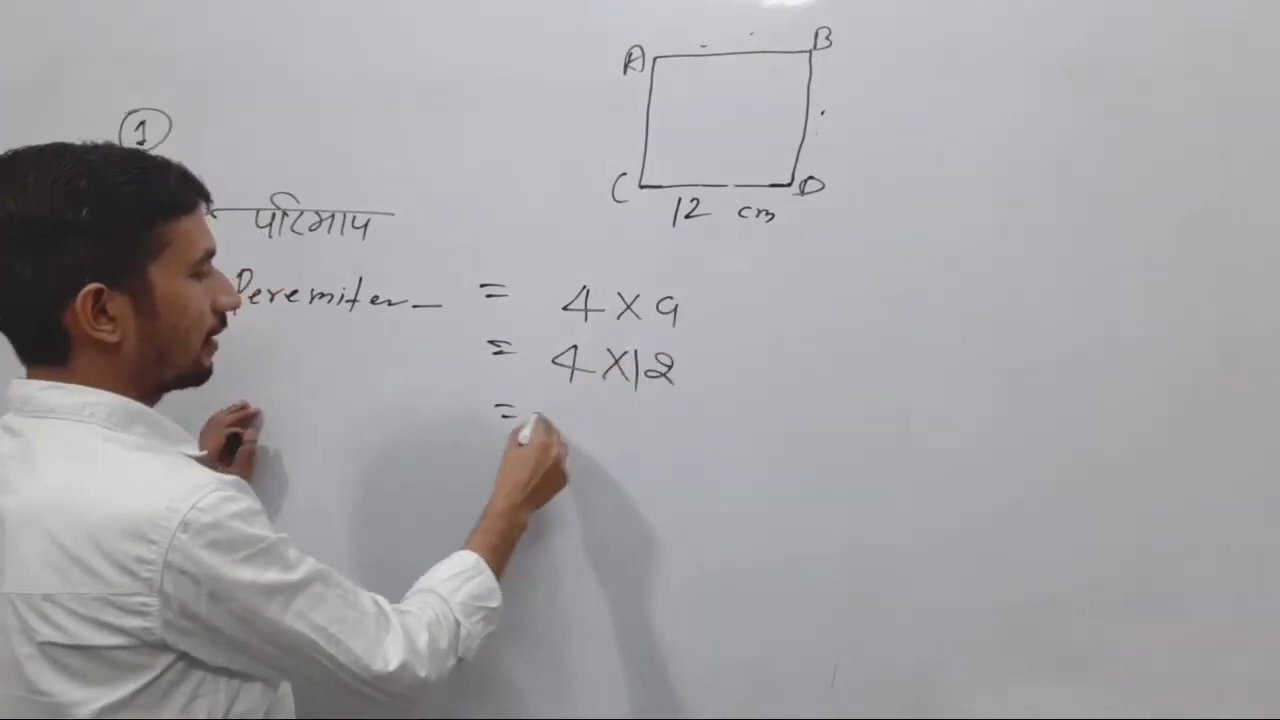 A B
C D
12 cm
1
परिमाप
Peremiter = 4 X a
= 4 X 12
=